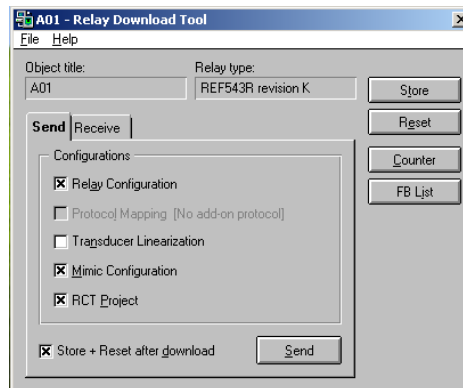 A01 - Relay Download Tool
File Help
Object title: Relay type:
A01 REF543R revision K
Store
Reset
Counter
FB List
Send Receive
Configurations
Relay Configuration
Protocol Mapping [No add-on protocol]
Transducer Linearization
Mimic Configuration
RCT Project
Store + Reset after download
Send